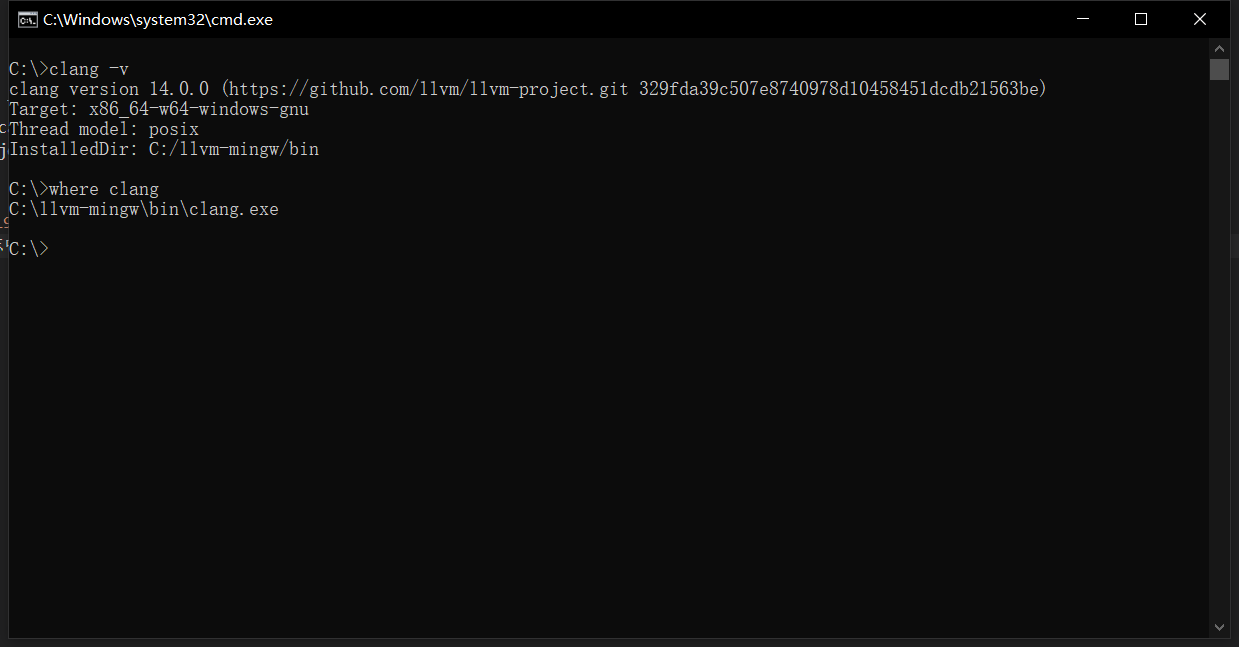 C:\Windows\system32\cmd.exe
C:\>clang -v
clang version 14.0.0 (https://github.com/llvm/llvm-project.git 329fda39c507e8740978d10458451dcdb21563be)
Target: x86_64-w64-windows-gnu
Thread model: posix
InstalledDir: C:/llvm-mingw/bin
C:\>where clang
C:\llvm-mingw\bin\clang.exe
C:\>